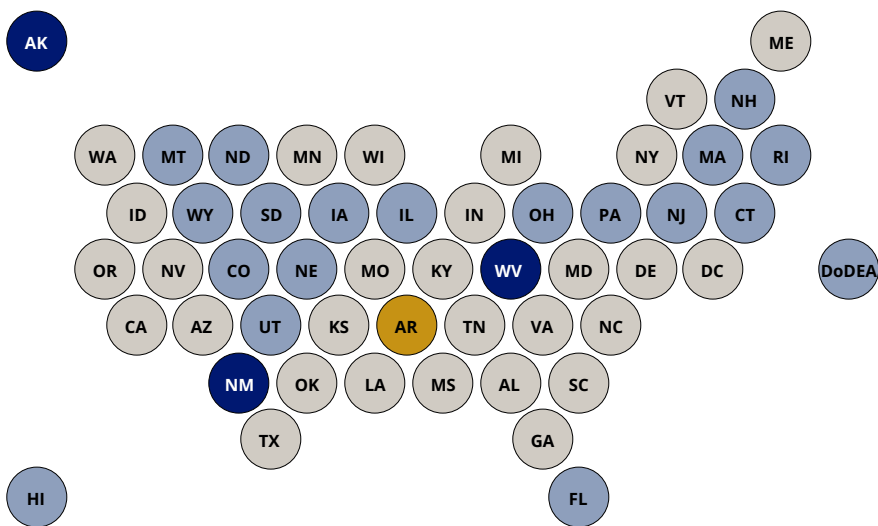 AK ME
VT NH
WA MT ND MN WI MI NY MA RI
ID WY SD IA IL IN OH PA NJ CT
OR NV CO NE MO KY WV MD DE DC DoDEA
CA AZ UT KS AR TN VA NC
NM OK LA MS AL SC
TX GA
HI FL